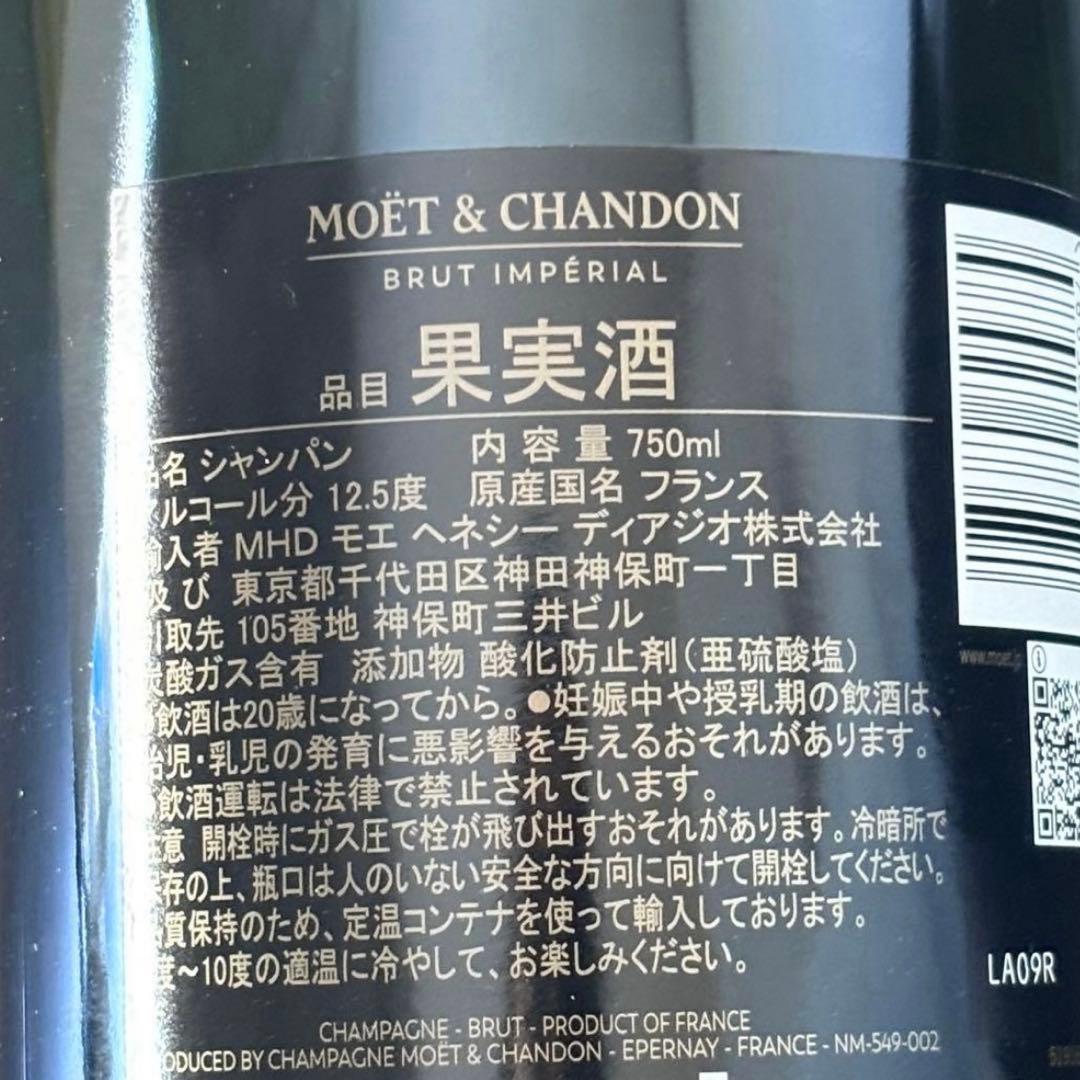 MOËT & CHANDON
BRUT IMPÉRIAL
品目 果実酒
品名 シャンパン 内容量 750ml
ルコール分 12.5度 原産国名 フランス
輸入者 MHD モエ ヘネシー ディアジオ株式会社
及び 東京都千代田区神田神保町一丁目
引取先 105番地 神保町三井ビル
炭酸ガス含有 添加物 酸化防止剤(亜硫酸塩)
飲酒は20歳になってから。●妊娠中や授乳期の飲酒は、
胎児・乳児の発育に悪影響を与えるおそれがあります。
飲酒運転は法律で禁止されています。
注意 開栓時にガス圧で栓が飛び出すおそれがあります。冷暗所で
保存の上、瓶口は人のいない安全な方向に向けて開栓してください。
質保持のため、定温コンテナを使って輸入しております。
度~10度の適温に冷やして、お楽しみください。
www.moet.jp
LA09R
CHAMPAGNE - BRUT - PRODUCT OF FRANCE
ODUCED BY CHAMPAGNE MOËT & CHANDON - EPERNAY - FRANCE - NM-549-002